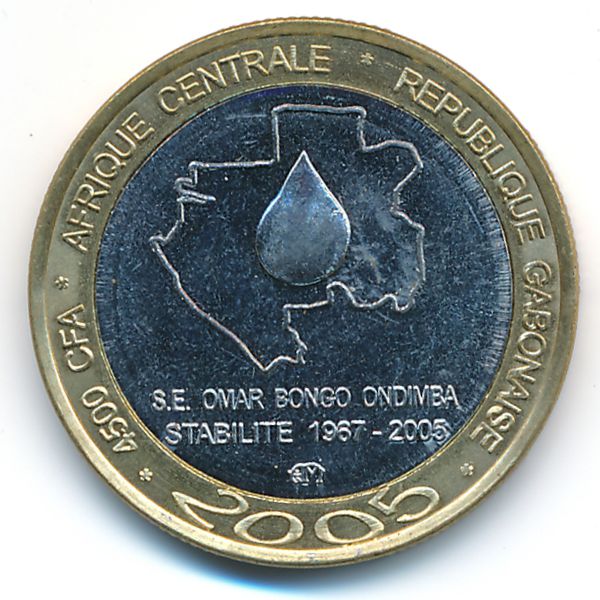 4500 CFA * AFRIQUE CENTRALE * REPUBLIQUE GABONAISE *
S.E. OMAR BONGO ONDIMBA
STABILITE 1967 - 2005
* 2005